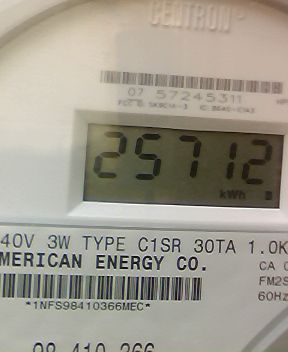 CENTRON®
07 57245311
25712
kWh
40V 3W TYPE C1SR 30TA 1.0K
MERICAN ENERGY CO.
CA 0
FM2S
60Hz
*1NFS98410366MEC*
98 410 366